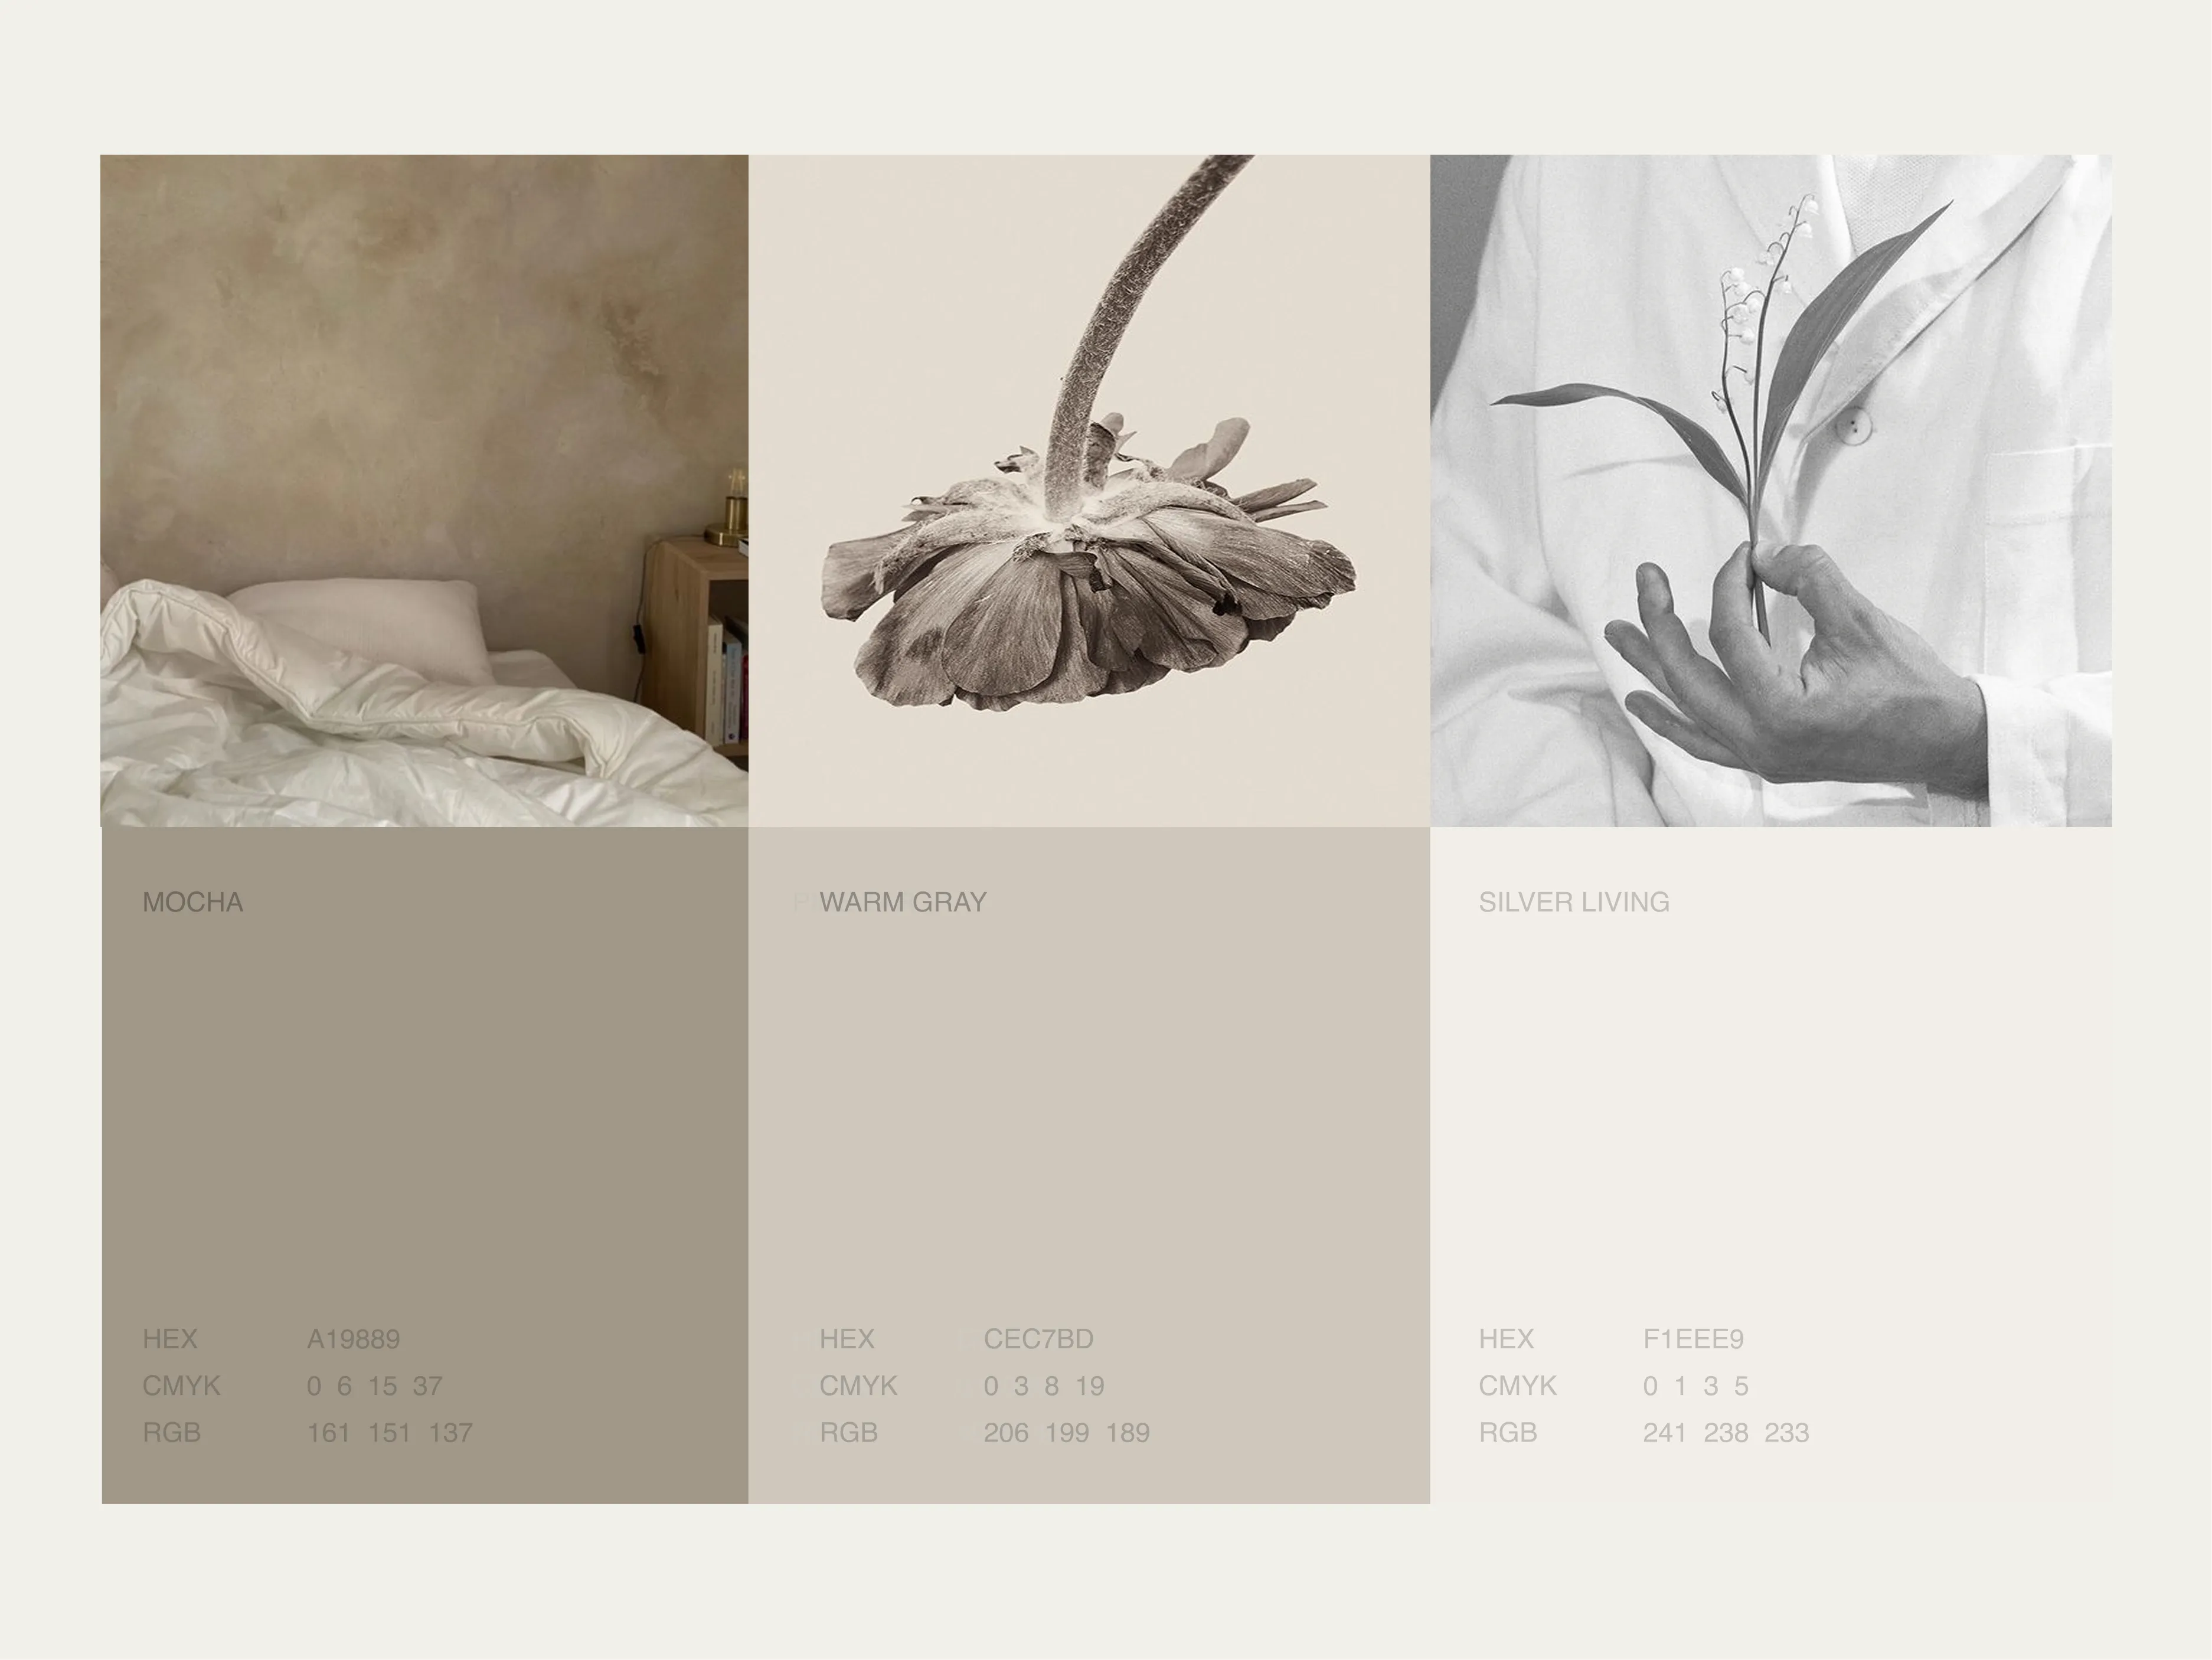 MOCHA
WARM GRAY
SILVER LIVING
HEX A19889
CMYK 0 6 15 37
RGB 161 151 137
HEX CEC7BD
CMYK 0 3 8 19
RGB 206 199 189
HEX F1EEE9
CMYK 0 1 3 5
RGB 241 238 233